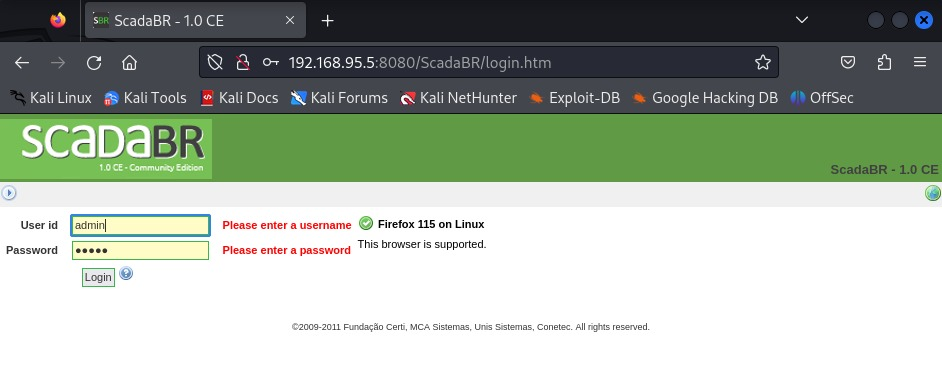 SBR ScadaBR - 1.0 CE
192.168.95.5:8080/ScadaBR/login.htm
Kali Linux Kali Tools Kali Docs Kali Forums Kali NetHunter Exploit-DB Google Hacking DB OffSec
SCADABR
1.0 CE - Community Edition
ScadaBR - 1.0 CE
User id admin Please enter a username Firefox 115 on Linux
Password ●●●●● Please enter a password This browser is supported.
Login
©2009-2011 Fundação Certi, MCA Sistemas, Unis Sistemas, Conetec. All rights reserved.